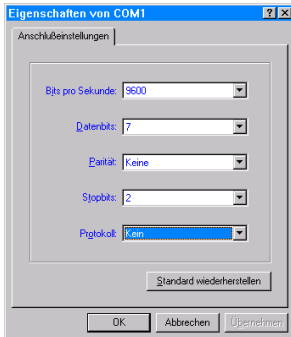 Eigenschaften von COM1
Anschlußeinstellungen
Bits pro Sekunde: 9600
Datenbits: 7
Parität: Keine
Stopbits: 2
Protokoll: Kein
Standard wiederherstellen
OK Abbrechen Übernehmen